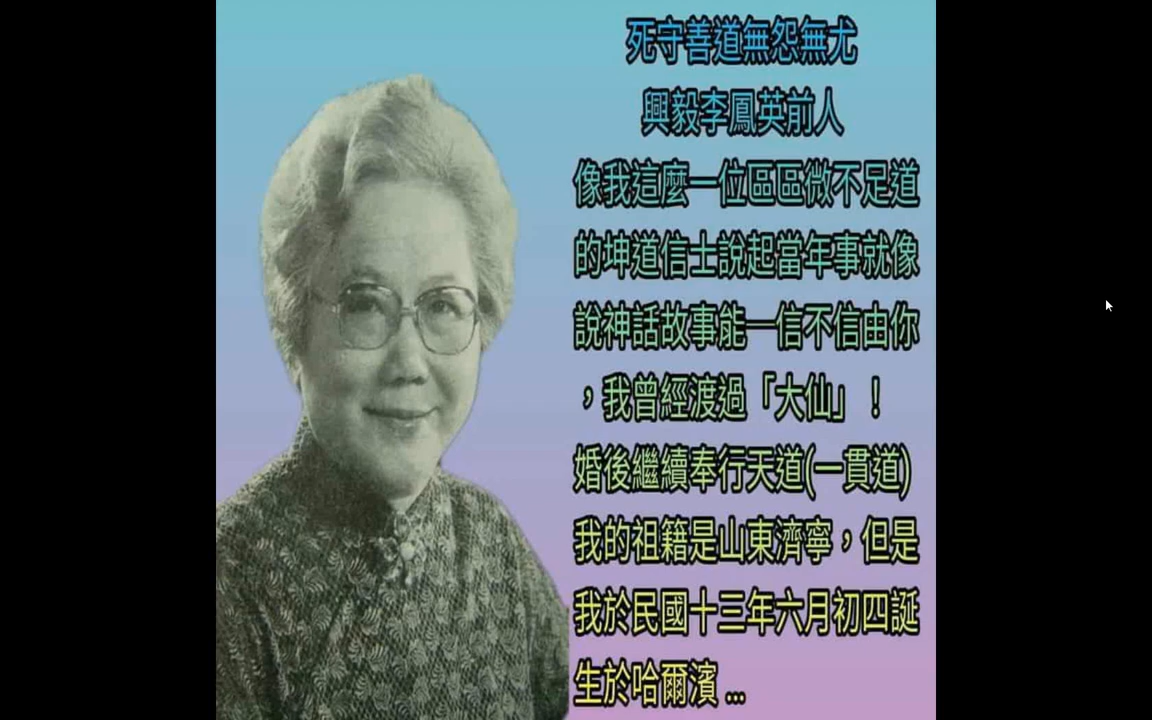 死守善道無怨無尤
興毅李鳳英前人
像我這麼一位區區微不足道
的坤道信士說起當年事就像
說神話故事能一信不信由你
，我曾經渡過「大仙」！
婚後繼續奉行天道(一貫道)
我的祖籍是山東濟寧，但是
我於民國十三年六月初四誕
生於哈爾濱 ...